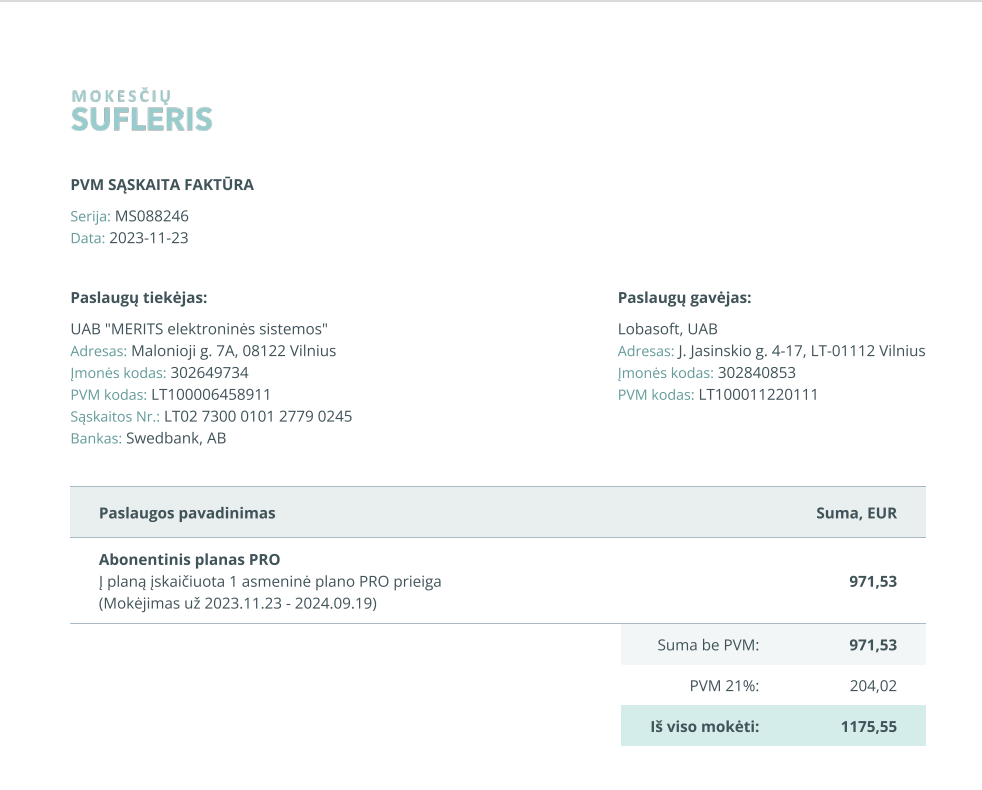 MOKESČIŲ
SUFLERIS
PVM SĄSKAITA FAKTŪRA
Serija: MS088246
Data: 2023-11-23
Paslaugų tiekėjas:
UAB "MERITS elektroninės sistemos"
Adresas: Malonioji g. 7A, 08122 Vilnius
Įmonės kodas: 302649734
PVM kodas: LT100006458911
Sąskaitos Nr.: LT02 7300 0101 2779 0245
Bankas: Swedbank, AB
Paslaugų gavėjas:
Lobasoft, UAB
Adresas: J. Jasinskio g. 4-17, LT-01112 Vilnius
Įmonės kodas: 302840853
PVM kodas: LT100011220111
Paslaugos pavadinimas Suma, EUR
Abonentinis planas PRO
Į planą įskaičiuota 1 asmeninė plano PRO prieiga 971,53
(Mokėjimas už 2023.11.23 - 2024.09.19)
Suma be PVM: 971,53
PVM 21%: 204,02
Iš viso mokėti: 1175,55